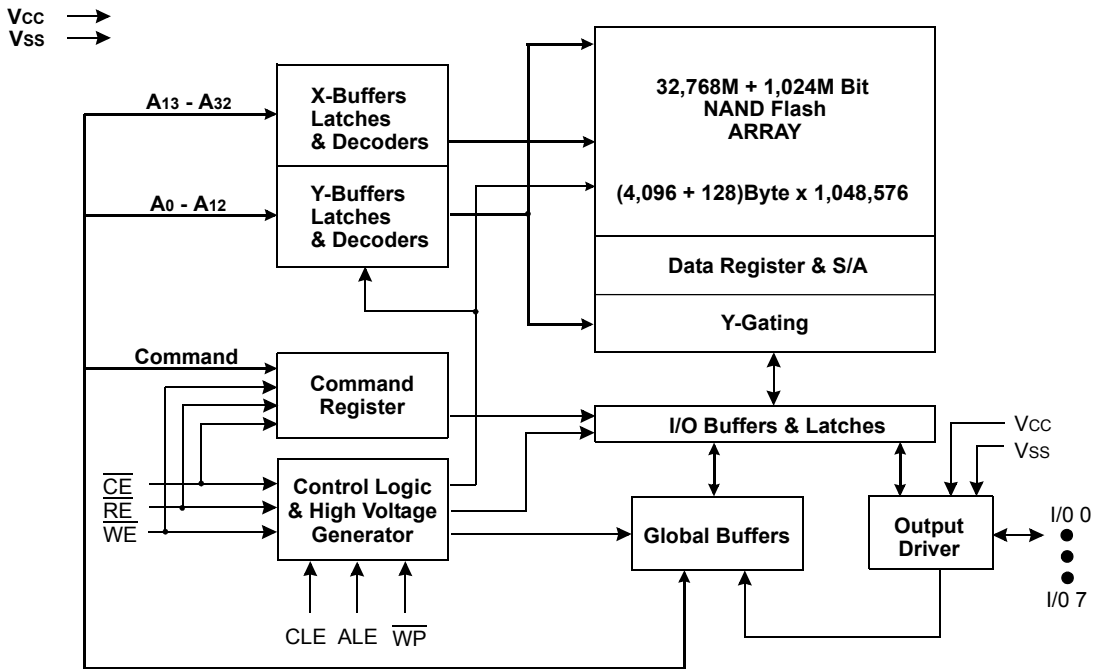 VCC
VSS
A13 - A32
X-Buffers
Latches
& Decoders
A0 - A12
Y-Buffers
Latches
& Decoders
32,768M + 1,024M Bit
NAND Flash
ARRAY
(4,096 + 128)Byte x 1,048,576
Data Register & S/A
Y-Gating
Command
Command
Register
I/O Buffers & Latches
VCC
VSS
CE
RE
WE
Control Logic
& High Voltage
Generator
Global Buffers
Output
Driver
I/0 0
I/0 7
CLE
ALE
WP